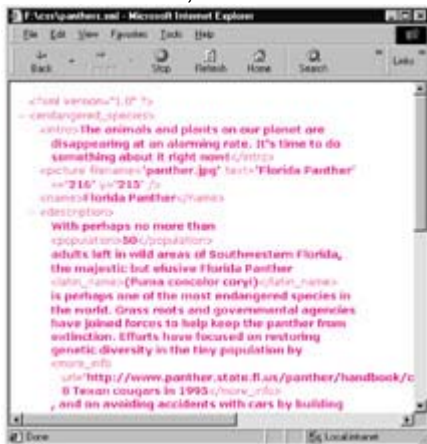 F:\css\panthers.xml - Microsoft Internet Explorer
File Edit View Favorites Tools Help
Back Stop Refresh Home Search Links
<?xml version="1.0" ?>
- <endangered_species>
<intro>The animals and plants on our planet are
disappearing at an alarming rate. It's time to do
something about it right now!</intro>
<picture filename="panther.jpg" text="Florida Panther"
x="216" y="215" />
<name>Florida Panther</name>
- <description>
With perhaps no more than
<population>50</population>
adults left in wild areas of Southwestern Florida,
the majestic but elusive Florida Panther
<latin_name>(Puma concolor coryi)</latin_name>
is perhaps one of the most endangered species in
the world. Grass roots and governmental agencies
have joined forces to help keep the panther from
extinction. Efforts have focused on restoring
genetic diversity in the tiny population by
<more_info
url="http://www.panther.state.fl.us/panther/handbook/c
8 Texan cougars in 1995</more_info>
, and on avoiding accidents with cars by building
Done Local intranet